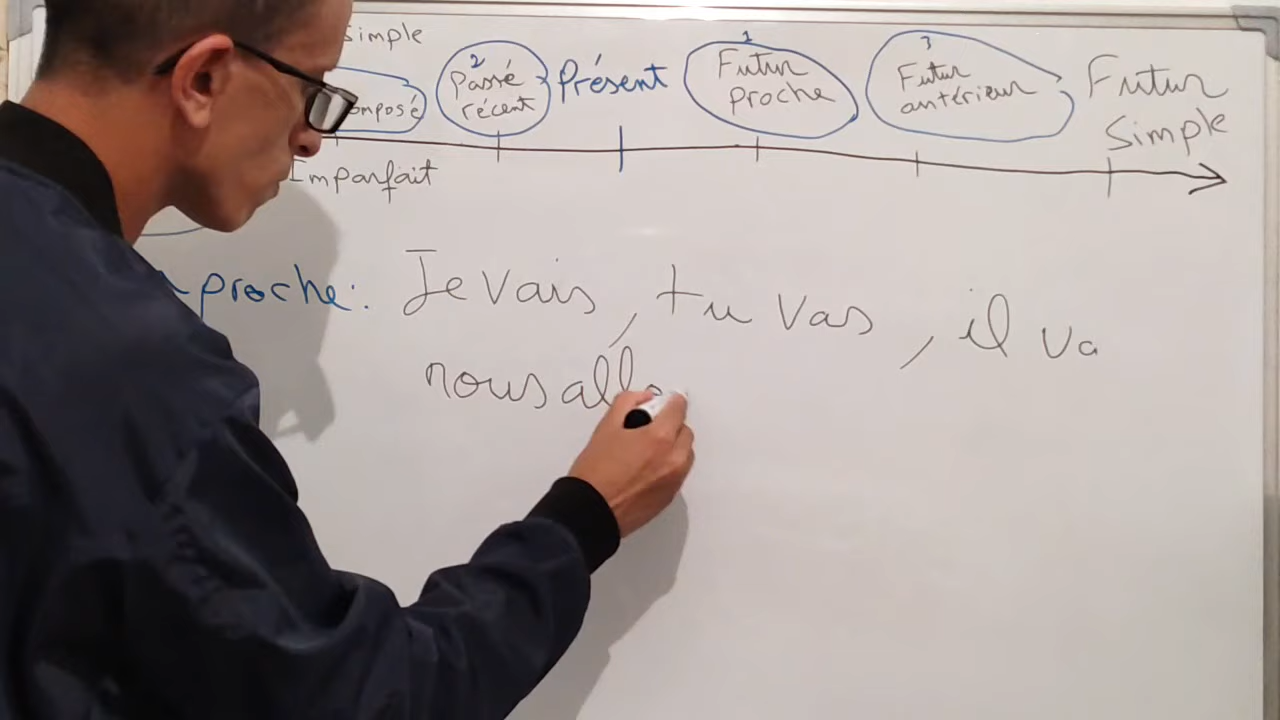 simple
2
Passé
récent
Présent
1
Futur
proche
3
Futur
antérieur
Futur
Simple
omposé
Imparfait
proche: Je vais, tu vas, il va
nous allo